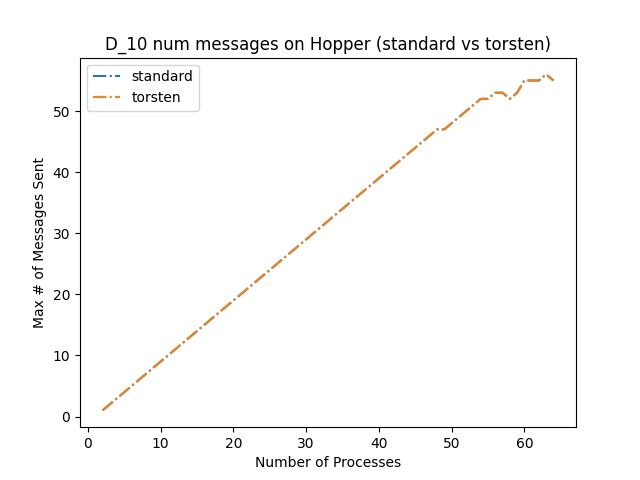 D_10 num messages on Hopper (standard vs torsten)
standard
torsten
Max # of Messages Sent
50
40
30
20
10
0
0 10 20 30 40 50 60
Number of Processes